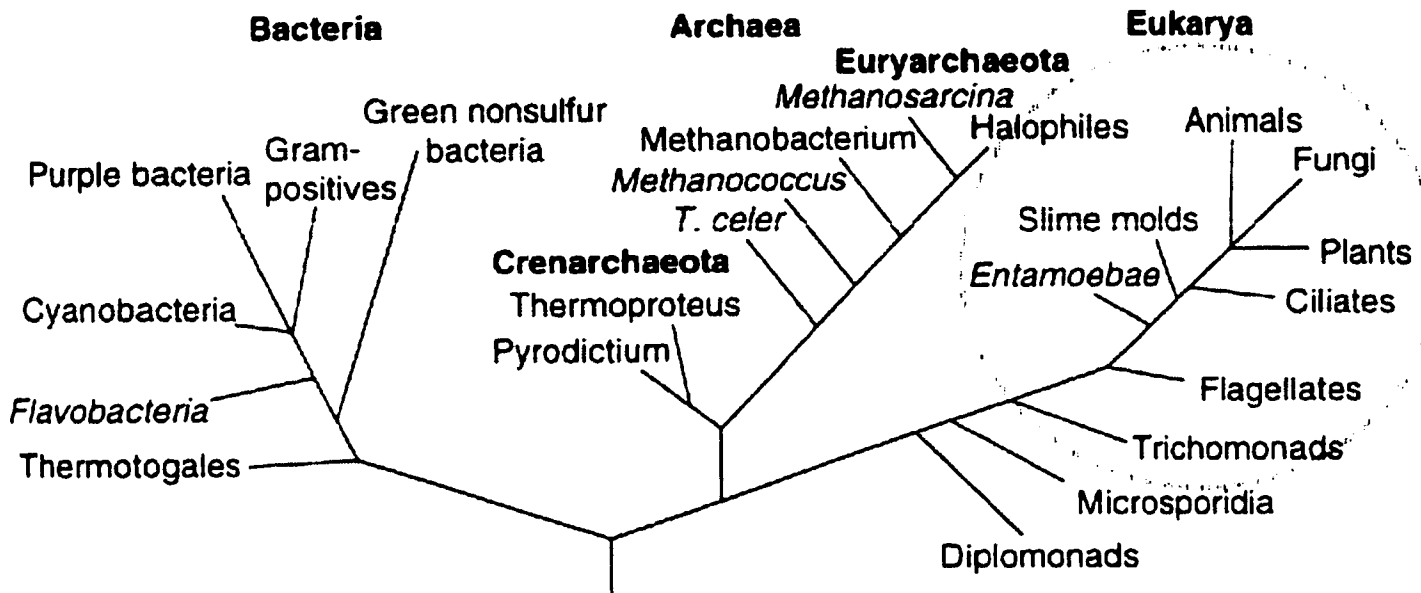 Bacteria
Archaea
Eukarya
Euryarchaeota
Methanosarcina
Green nonsulfur
bacteria
Halophiles
Animals
Methanobacterium
Gram-
positives
Fungi
Purple bacteria
Methanococcus
T. celer
Slime molds
Plants
Crenarchaeota
Entamoebae
Thermoproteus
Ciliates
Cyanobacteria
Pyrodictium
Flagellates
Flavobacteria
Trichomonads
Thermotogales
Microsporidia
Diplomonads